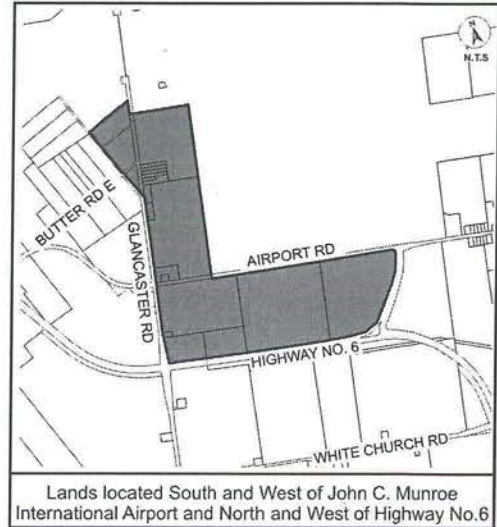 N
N.T.S
BUTTER RD E
GLANCASTER RD
AIRPORT RD
HIGHWAY NO. 6
WHITE CHURCH RD
Lands located South and West of John C. Munroe
International Airport and North and West of Highway No.6